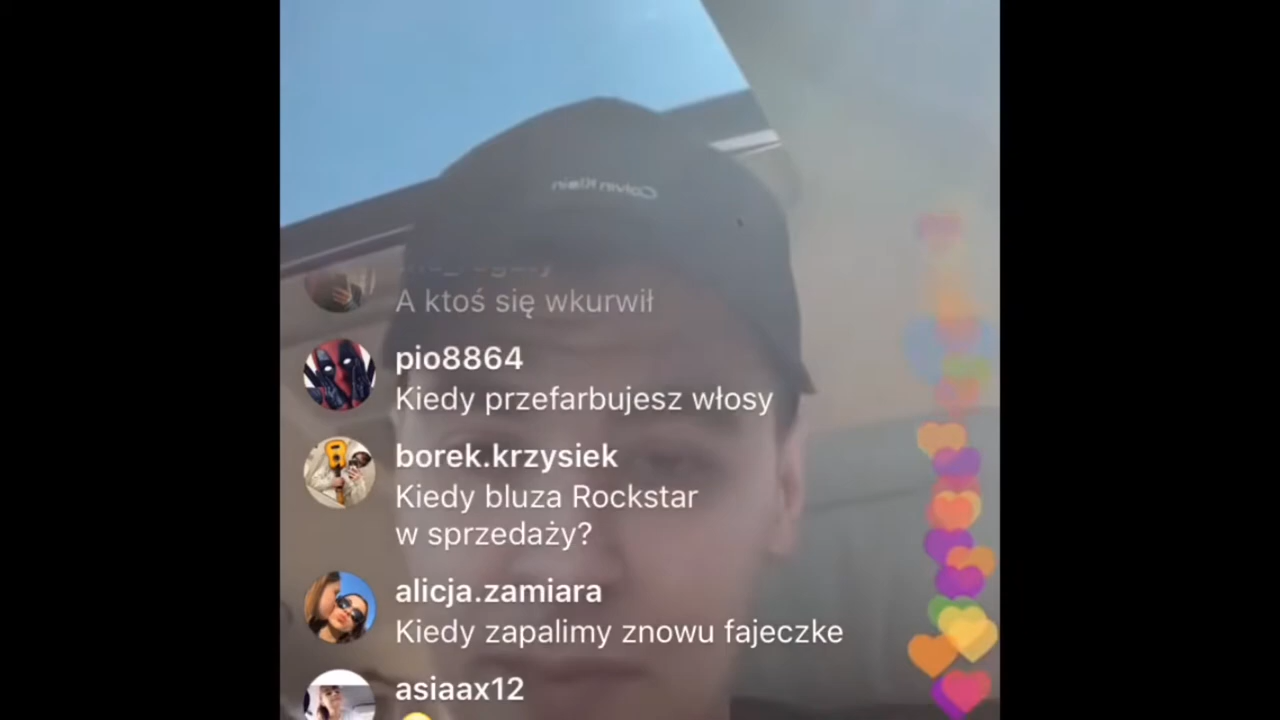 Calvin Klein
A ktoś się wkurwił
pio8864
Kiedy przefarbujesz włosy
borek.krzysiek
Kiedy bluza Rockstar
w sprzedaży?
alicja.zamiara
Kiedy zapalimy znowu fajeczke
asiaax12